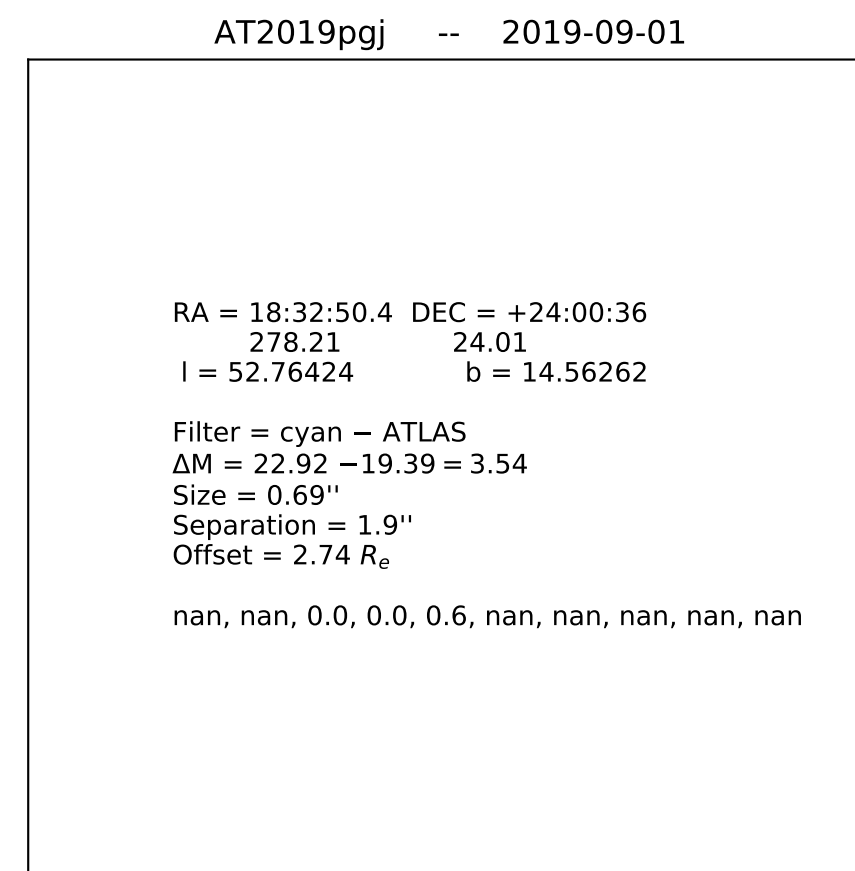 AT2019pgj -- 2019-09-01
RA = 18:32:50.4 DEC = +24:00:36
278.21 24.01
l = 52.76424 b = 14.56262
Filter = cyan − ATLAS
ΔM = 22.92 −19.39 = 3.54
Size = 0.69''
Separation = 1.9''
Offset = 2.74 Re
nan, nan, 0.0, 0.0, 0.6, nan, nan, nan, nan, nan